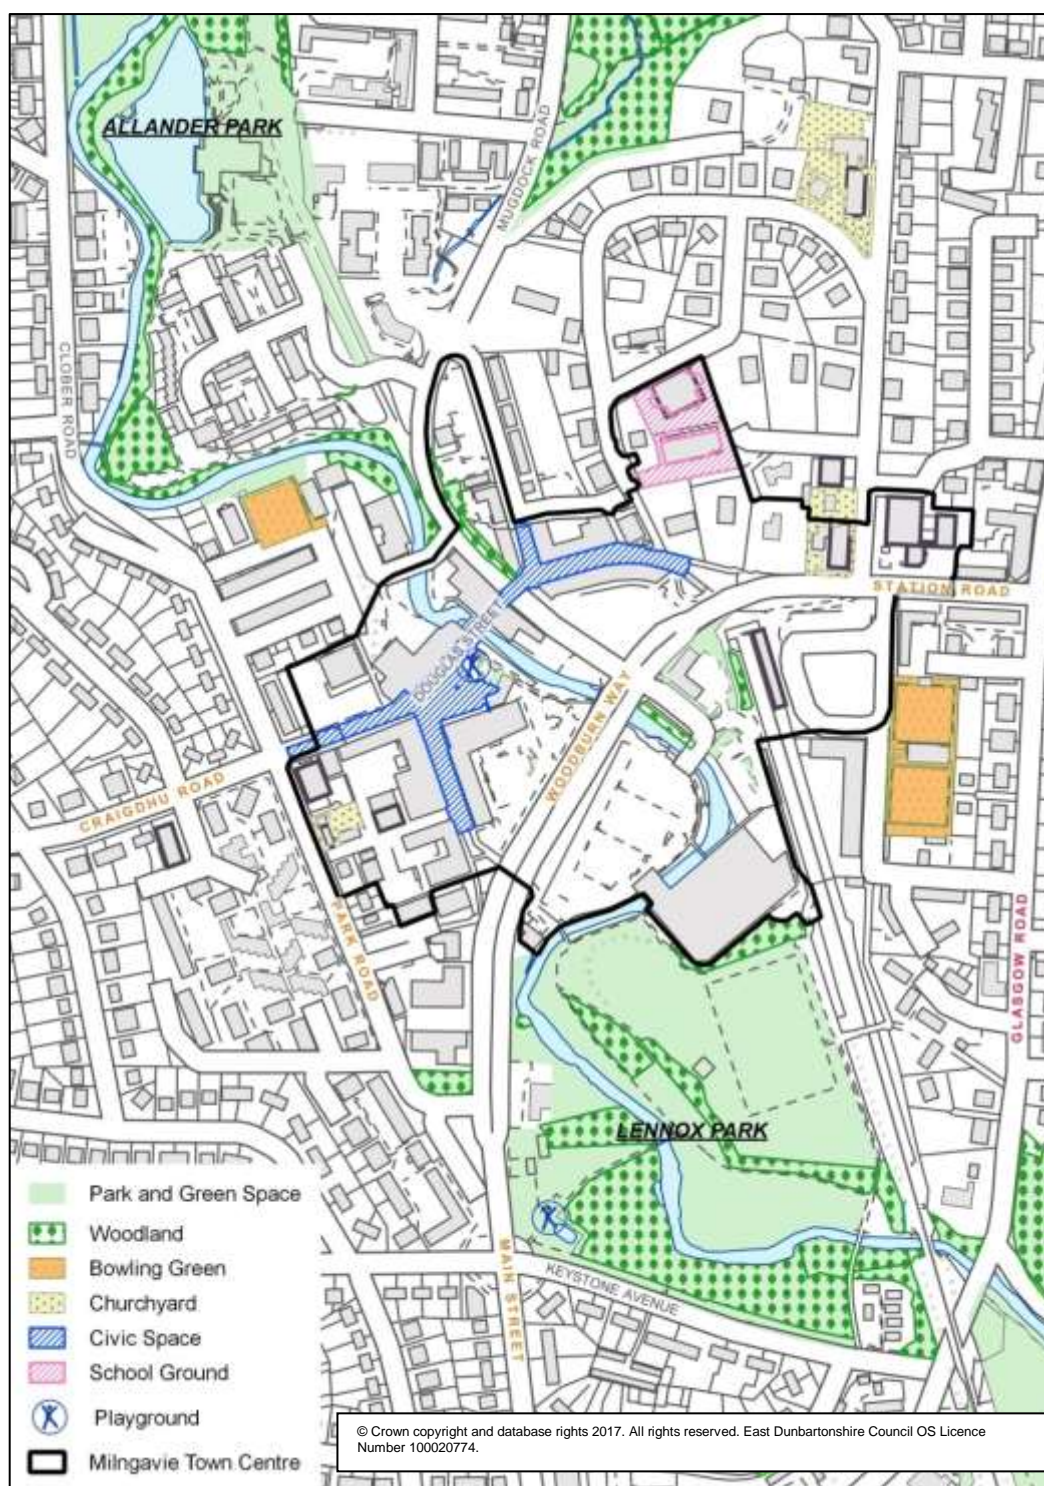 ALLANDER PARK
MUGDOCK ROAD
CLOBER ROAD
STATION ROAD
DOUGLAS STREET
WOODBURN WAY
CRAIGDHU ROAD
PARK ROAD
GLASGOW ROAD
LENNOX PARK
MAIN STREET
KEYSTONE AVENUE
Park and Green Space
Woodland
Bowling Green
Churchyard
Civic Space
School Ground
Playground
Milngavie Town Centre
© Crown copyright and database rights 2017. All rights reserved. East Dunbartonshire Council OS Licence
Number 100020774.